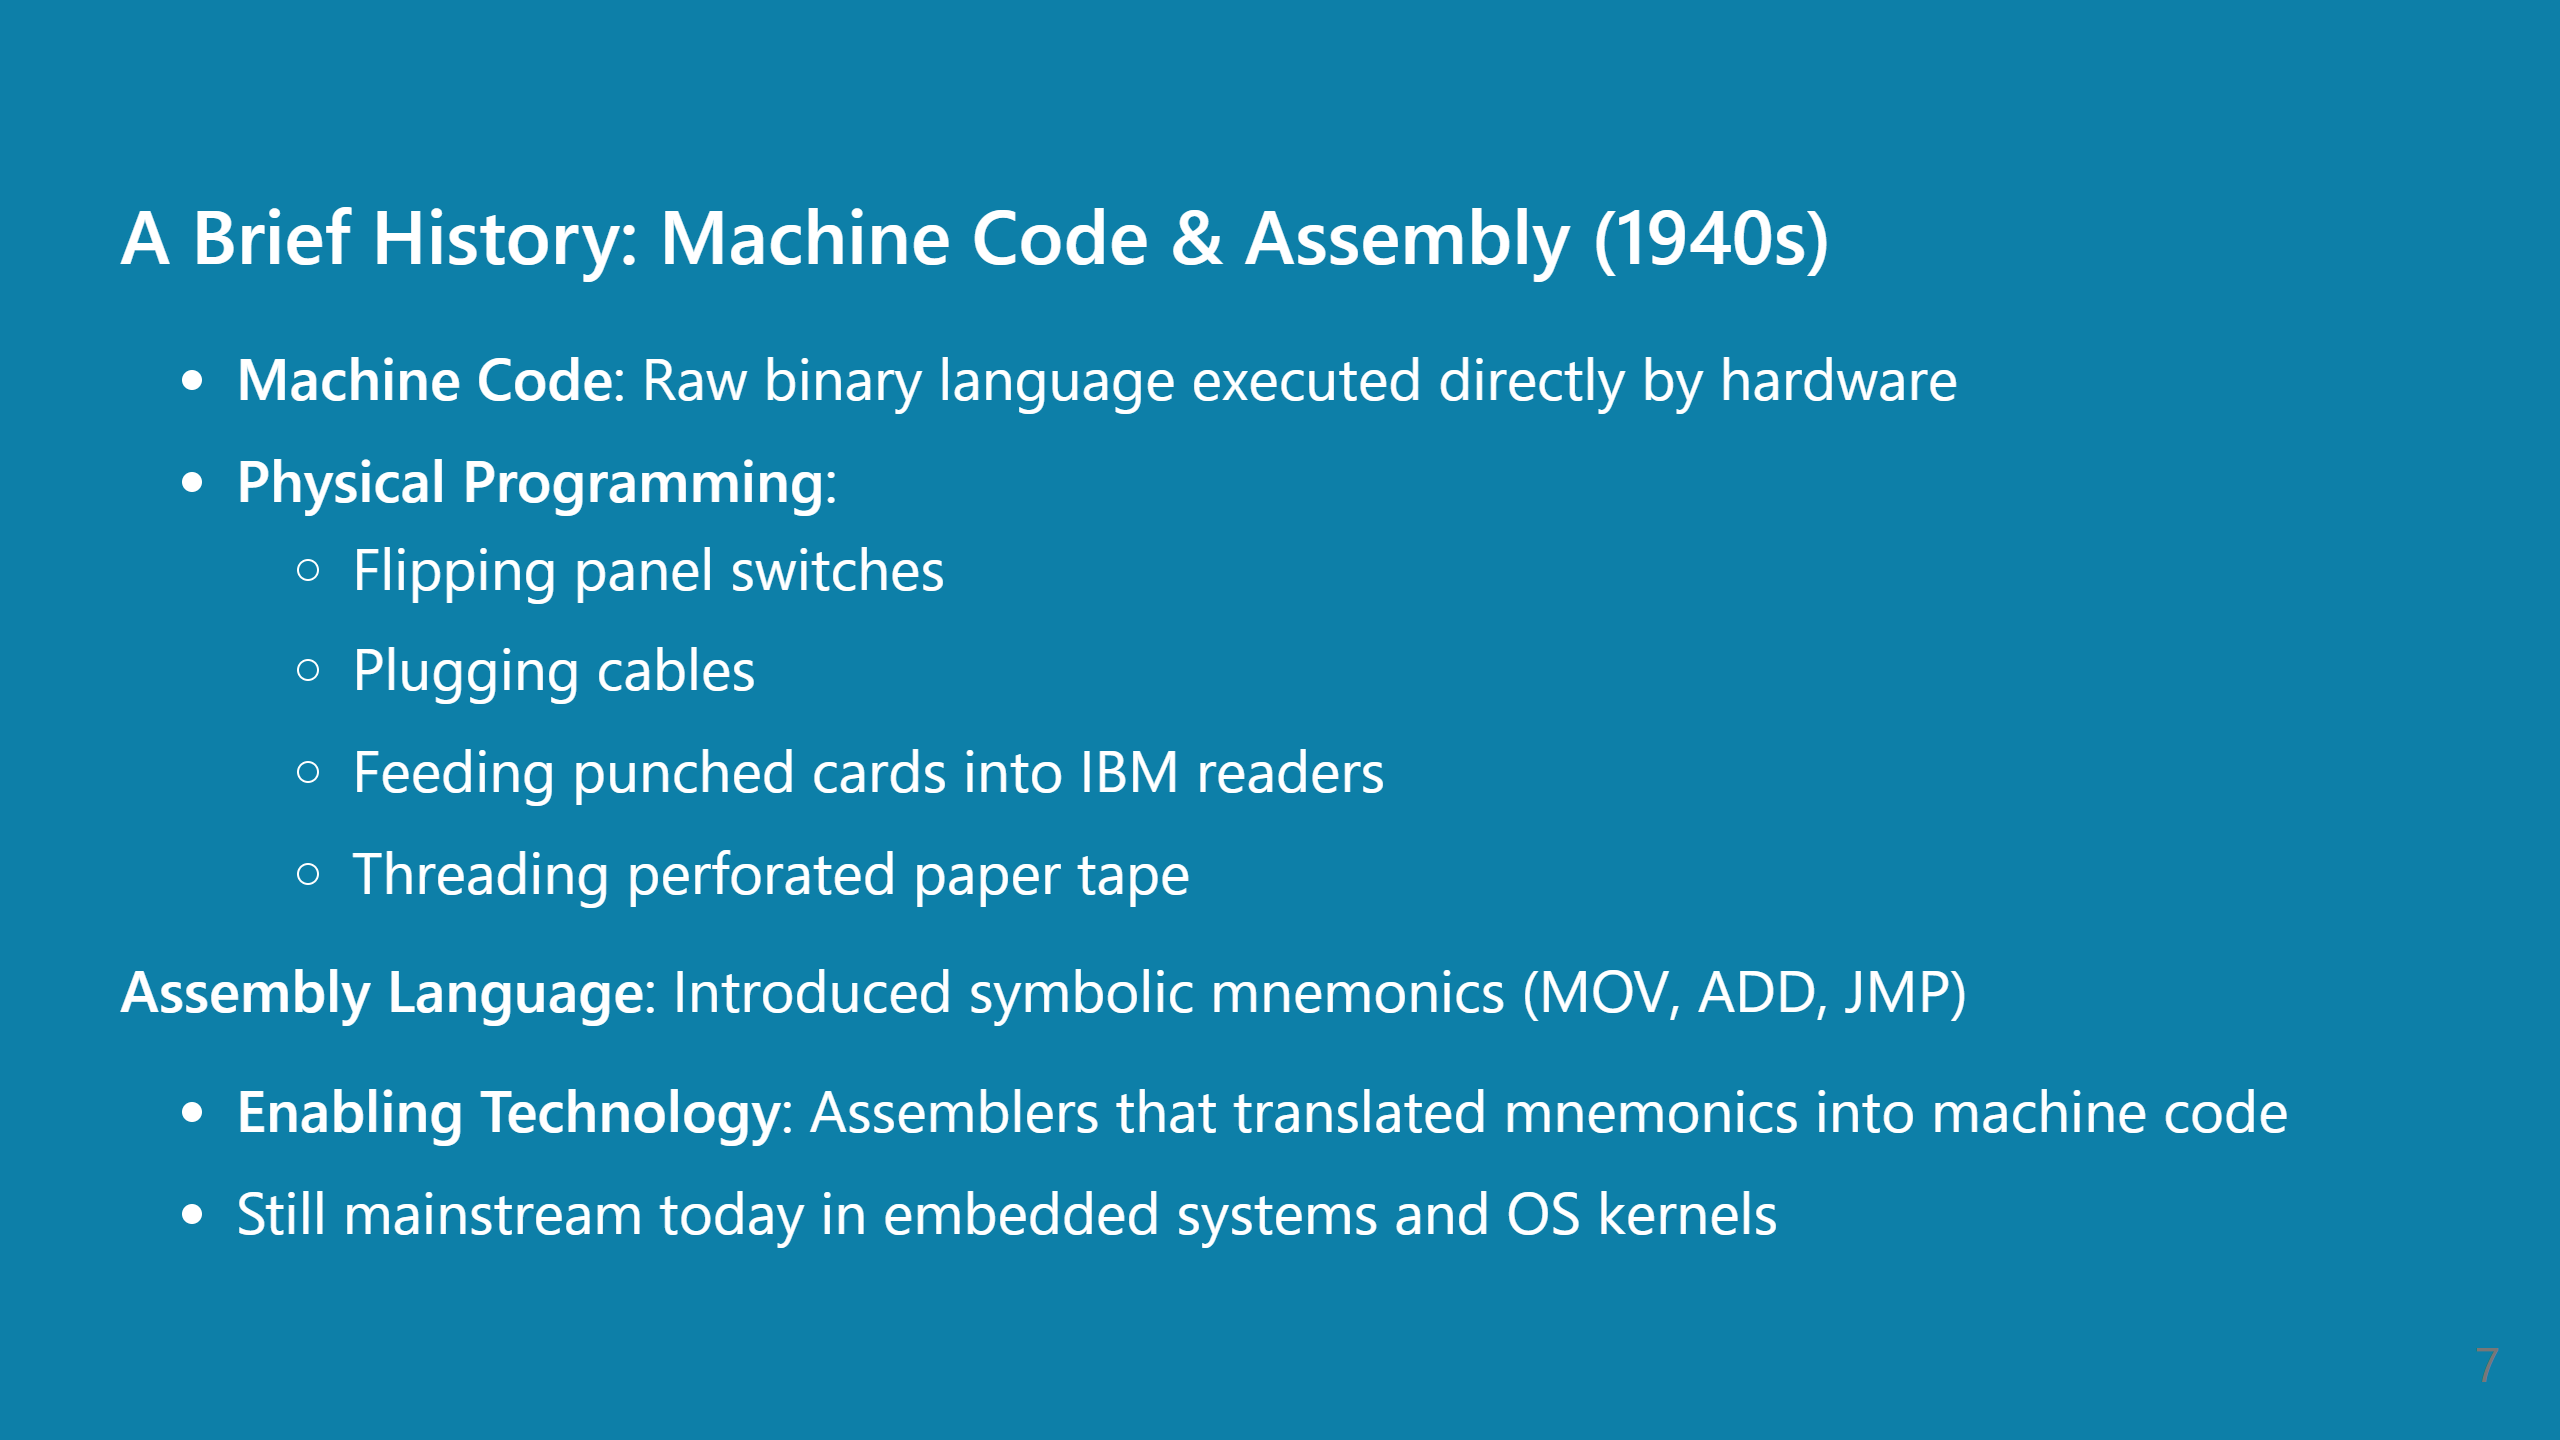 A Brief History: Machine Code & Assembly (1940s)
• Machine Code: Raw binary language executed directly by hardware
• Physical Programming:
○ Flipping panel switches
○ Plugging cables
○ Feeding punched cards into IBM readers
○ Threading perforated paper tape
Assembly Language: Introduced symbolic mnemonics (MOV, ADD, JMP)
• Enabling Technology: Assemblers that translated mnemonics into machine code
• Still mainstream today in embedded systems and OS kernels
7